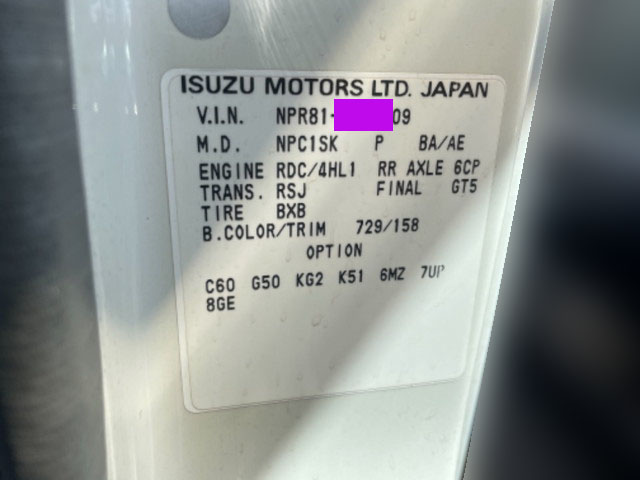 ISUZU MOTORS LTD. JAPAN
V.I.N. NPR81- 09
M.D. NPC1SK P BA/AE
ENGINE RDC/4HL1 RR AXLE 6CP
TRANS. RSJ FINAL GT5
TIRE BXB
B.COLOR/TRIM 729/158
OPTION
C60 G50 KG2 K51 6MZ 7UP
8GE